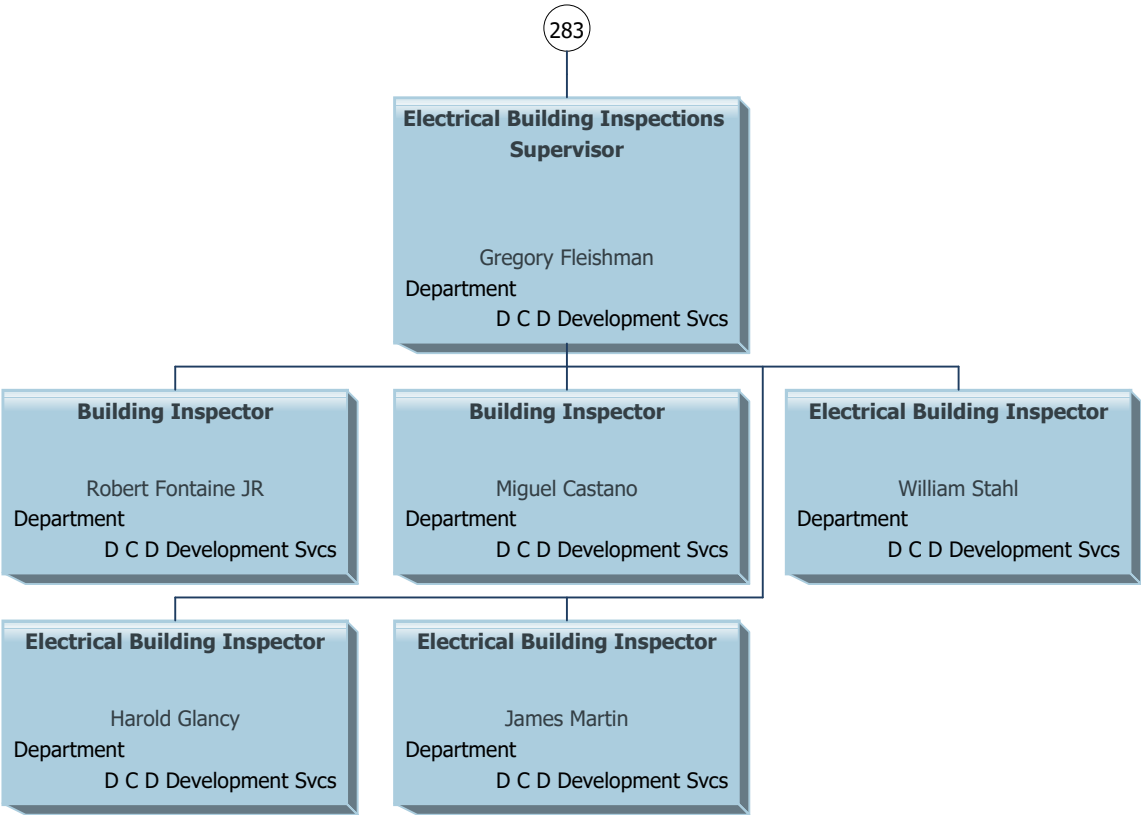 283
Electrical Building Inspections
Supervisor
Gregory Fleishman
Department
D C D Development Svcs
Building Inspector
Robert Fontaine JR
Department
D C D Development Svcs
Building Inspector
Miguel Castano
Department
D C D Development Svcs
Electrical Building Inspector
William Stahl
Department
D C D Development Svcs
Electrical Building Inspector
Harold Glancy
Department
D C D Development Svcs
Electrical Building Inspector
James Martin
Department
D C D Development Svcs